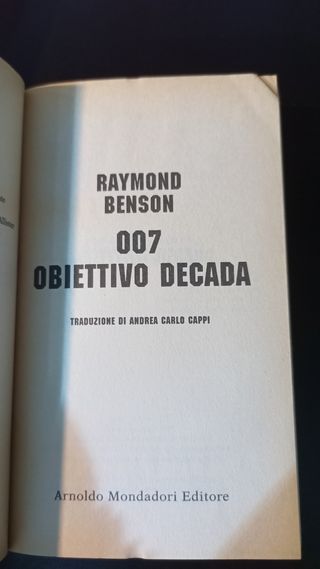 RAYMOND
BENSON
007
OBIETTIVO DECADA
TRADUZIONE DI ANDREA CARLO CAPPI
Arnoldo Mondadori Editore